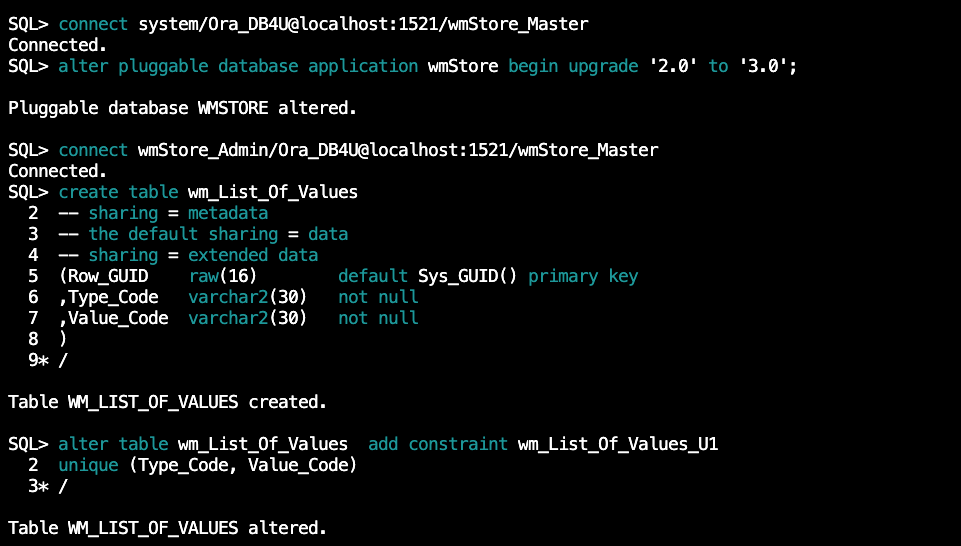 SQL> connect system/Ora_DB4U@localhost:1521/wmStore_Master
Connected.
SQL> alter pluggable database application wmStore begin upgrade '2.0' to '3.0';
Pluggable database WMSTORE altered.
SQL> connect wmStore_Admin/Ora_DB4U@localhost:1521/wmStore_Master
Connected.
SQL> create table wm_List_Of_Values
  2  -- sharing = metadata
  3  -- the default sharing = data
  4  -- sharing = extended data
  5  (Row_GUID    raw(16)        default Sys_GUID() primary key
  6  ,Type_Code   varchar2(30)   not null
  7  ,Value_Code  varchar2(30)   not null
  8  )
  9* /
Table WM_LIST_OF_VALUES created.
SQL> alter table wm_List_Of_Values  add constraint wm_List_Of_Values_U1
  2  unique (Type_Code, Value_Code)
  3* /
Table WM_LIST_OF_VALUES altered.